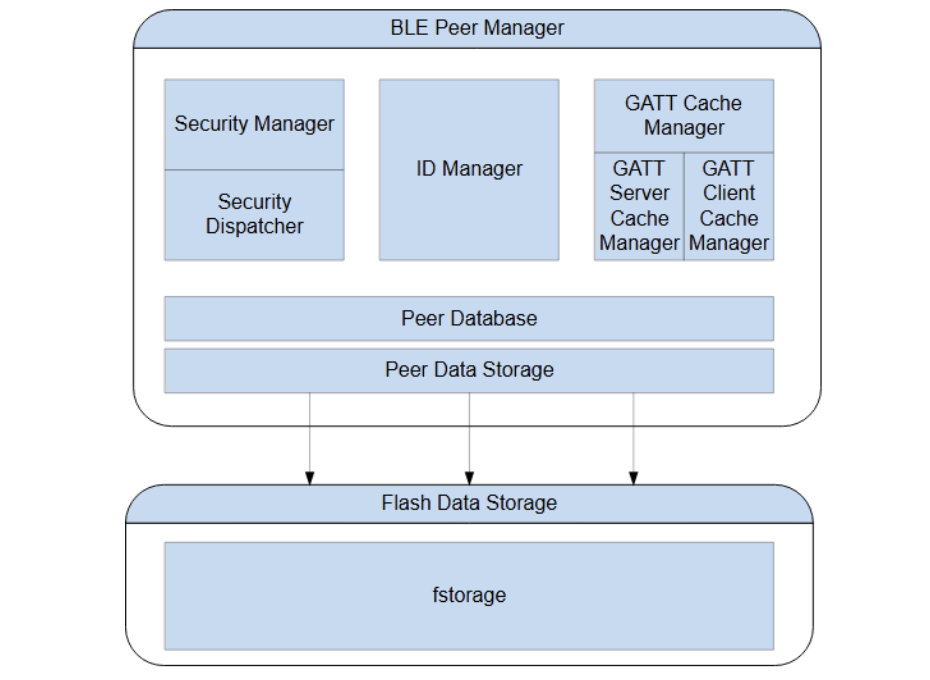 BLE Peer Manager
Security Manager
Security
Dispatcher
ID Manager
GATT Cache
Manager
GATT
Server
Cache
Manager
GATT
Client
Cache
Manager
Peer Database
Peer Data Storage
Flash Data Storage
fstorage